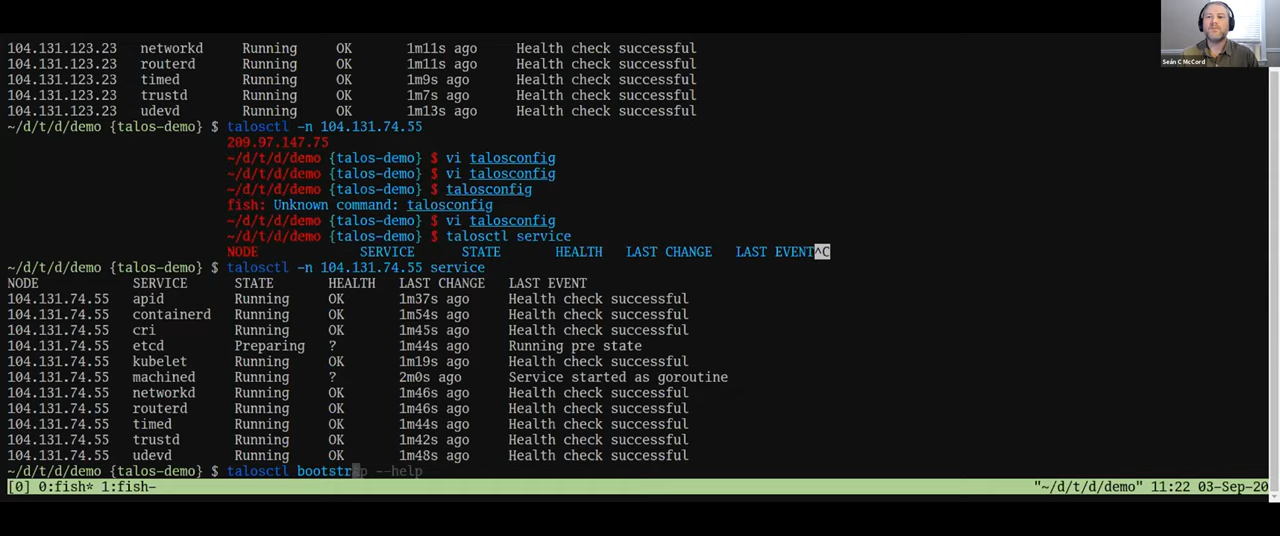 Seán C McCord
104.131.123.23 networkd Running OK 1m11s ago Health check successful
104.131.123.23 routerd Running OK 1m11s ago Health check successful
104.131.123.23 timed Running OK 1m9s ago Health check successful
104.131.123.23 trustd Running OK 1m7s ago Health check successful
104.131.123.23 udevd Running OK 1m13s ago Health check successful
~/d/t/d/demo {talos-demo} $ talosctl -n 104.131.74.55
209.97.147.75
~/d/t/d/demo {talos-demo} $ vi talosconfig
~/d/t/d/demo {talos-demo} $ vi talosconfig
~/d/t/d/demo {talos-demo} $ talosconfig
fish: Unknown command: talosconfig
~/d/t/d/demo {talos-demo} $ vi talosconfig
~/d/t/d/demo {talos-demo} $ talosctl service
NODE SERVICE STATE HEALTH LAST CHANGE LAST EVENT^C
~/d/t/d/demo {talos-demo} $ talosctl -n 104.131.74.55 service
NODE SERVICE STATE HEALTH LAST CHANGE LAST EVENT
104.131.74.55 apid Running OK 1m37s ago Health check successful
104.131.74.55 containerd Running OK 1m54s ago Health check successful
104.131.74.55 cri Running OK 1m45s ago Health check successful
104.131.74.55 etcd Preparing ? 1m44s ago Running pre state
104.131.74.55 kubelet Running OK 1m19s ago Health check successful
104.131.74.55 machined Running ? 2m0s ago Service started as goroutine
104.131.74.55 networkd Running OK 1m46s ago Health check successful
104.131.74.55 routerd Running OK 1m46s ago Health check successful
104.131.74.55 timed Running OK 1m44s ago Health check successful
104.131.74.55 trustd Running OK 1m42s ago Health check successful
104.131.74.55 udevd Running OK 1m48s ago Health check successful
~/d/t/d/demo {talos-demo} $ talosctl bootstrap --help
[0] 0:fish* 1:fish- "~/d/t/d/demo" 11:22 03-Sep-20